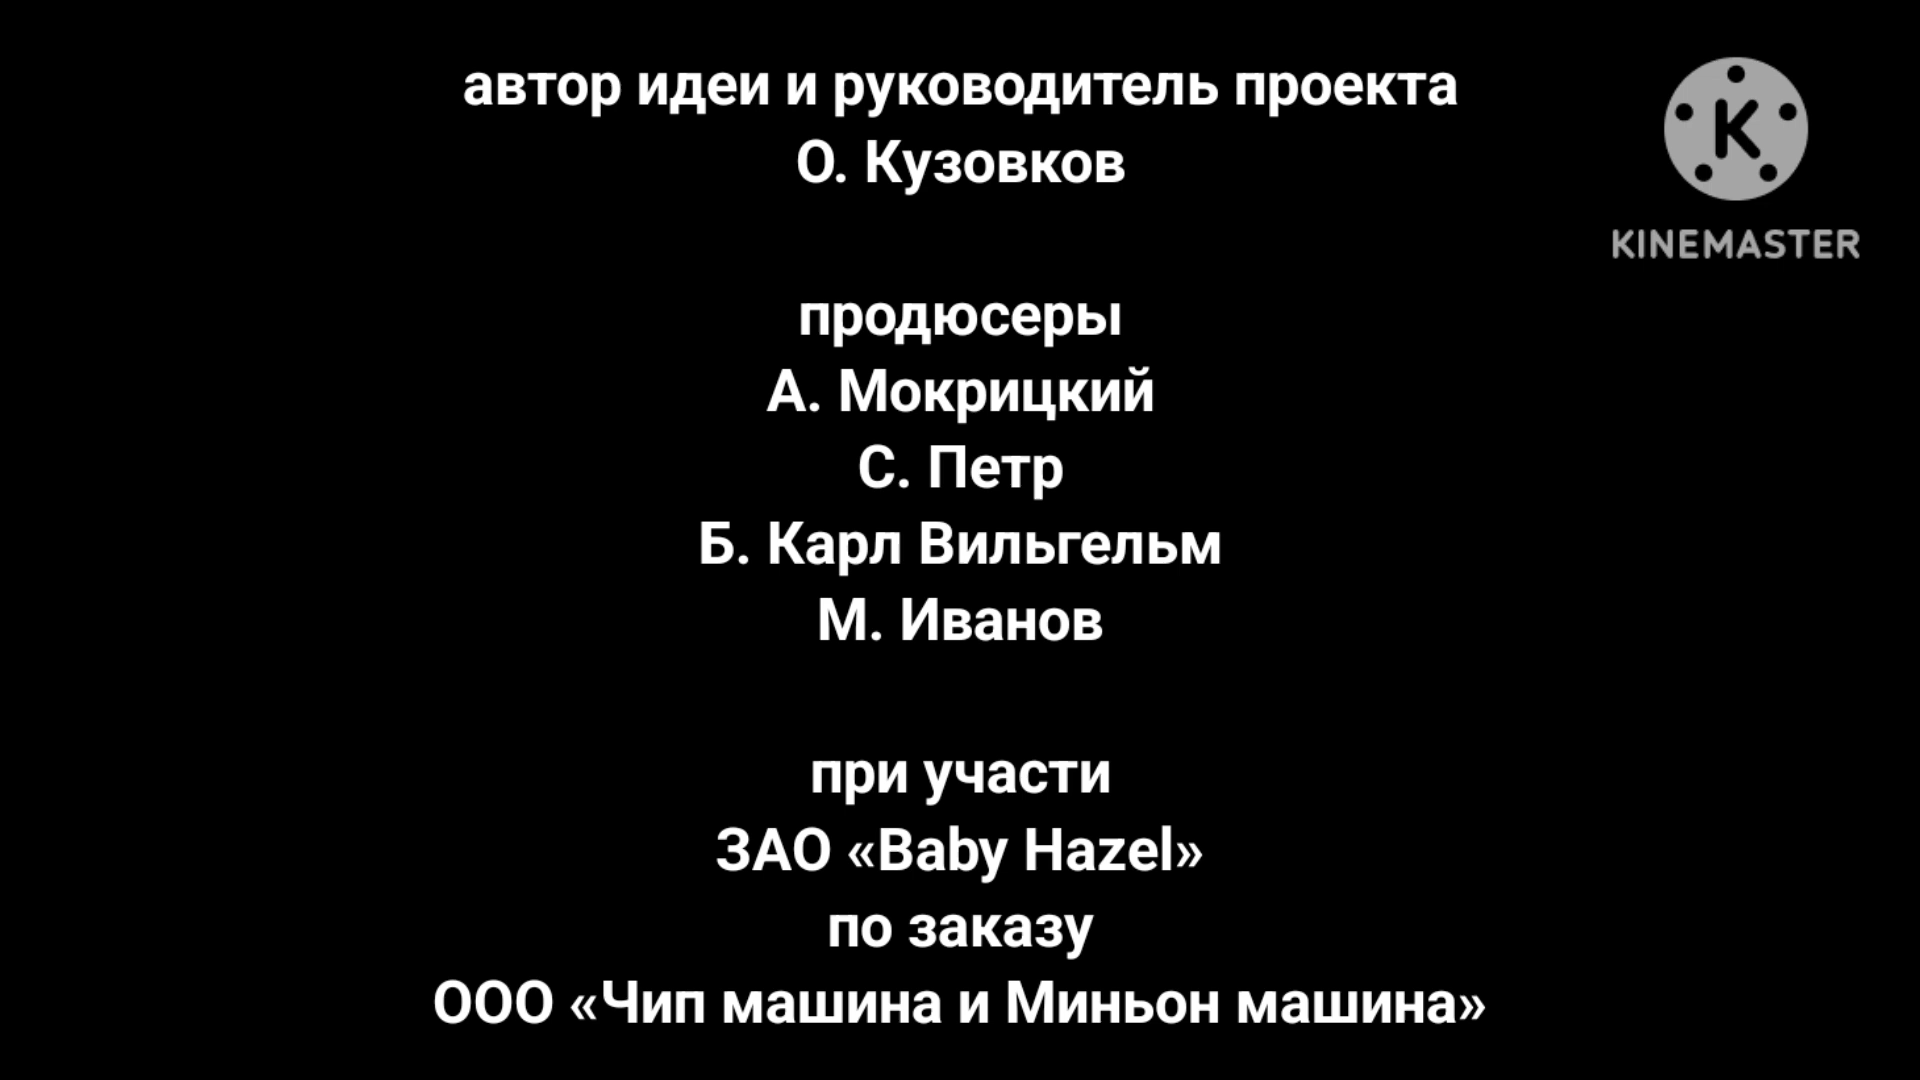 автор идеи и руководитель проекта
О. Кузовков
KINEMASTER
продюсеры
А. Мокрицкий
С. Петр
Б. Карл Вильгельм
М. Иванов
при участи
ЗАО «Baby Hazel»
по заказу
ООО «Чип машина и Миньон машина»